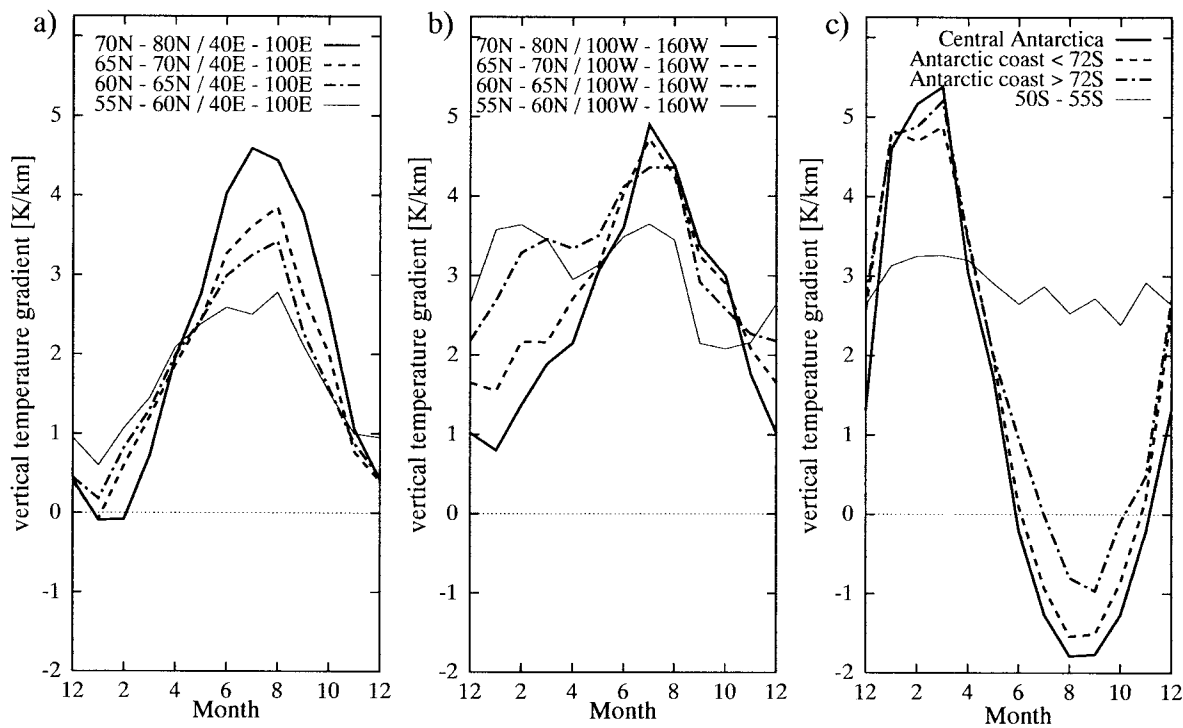 a)
70N - 80N / 40E - 100E
65N - 70N / 40E - 100E
60N - 65N / 40E - 100E
55N - 60N / 40E - 100E
vertical temperature gradient [K/km]
5
4
3
2
1
0
-1
-2
12 2 4 6 8 10 12
Month
b)
70N - 80N / 100W - 160W
65N - 70N / 100W - 160W
60N - 65N / 100W - 160W
55N - 60N / 100W - 160W
vertical temperature gradient [K/km]
5
4
3
2
1
0
-1
-2
12 2 4 6 8 10 12
Month
c)
Central Antarctica
Antarctic coast < 72S
Antarctic coast > 72S
50S - 55S
vertical temperature gradient [K/km]
5
4
3
2
1
0
-1
-2
12 2 4 6 8 10 12
Month